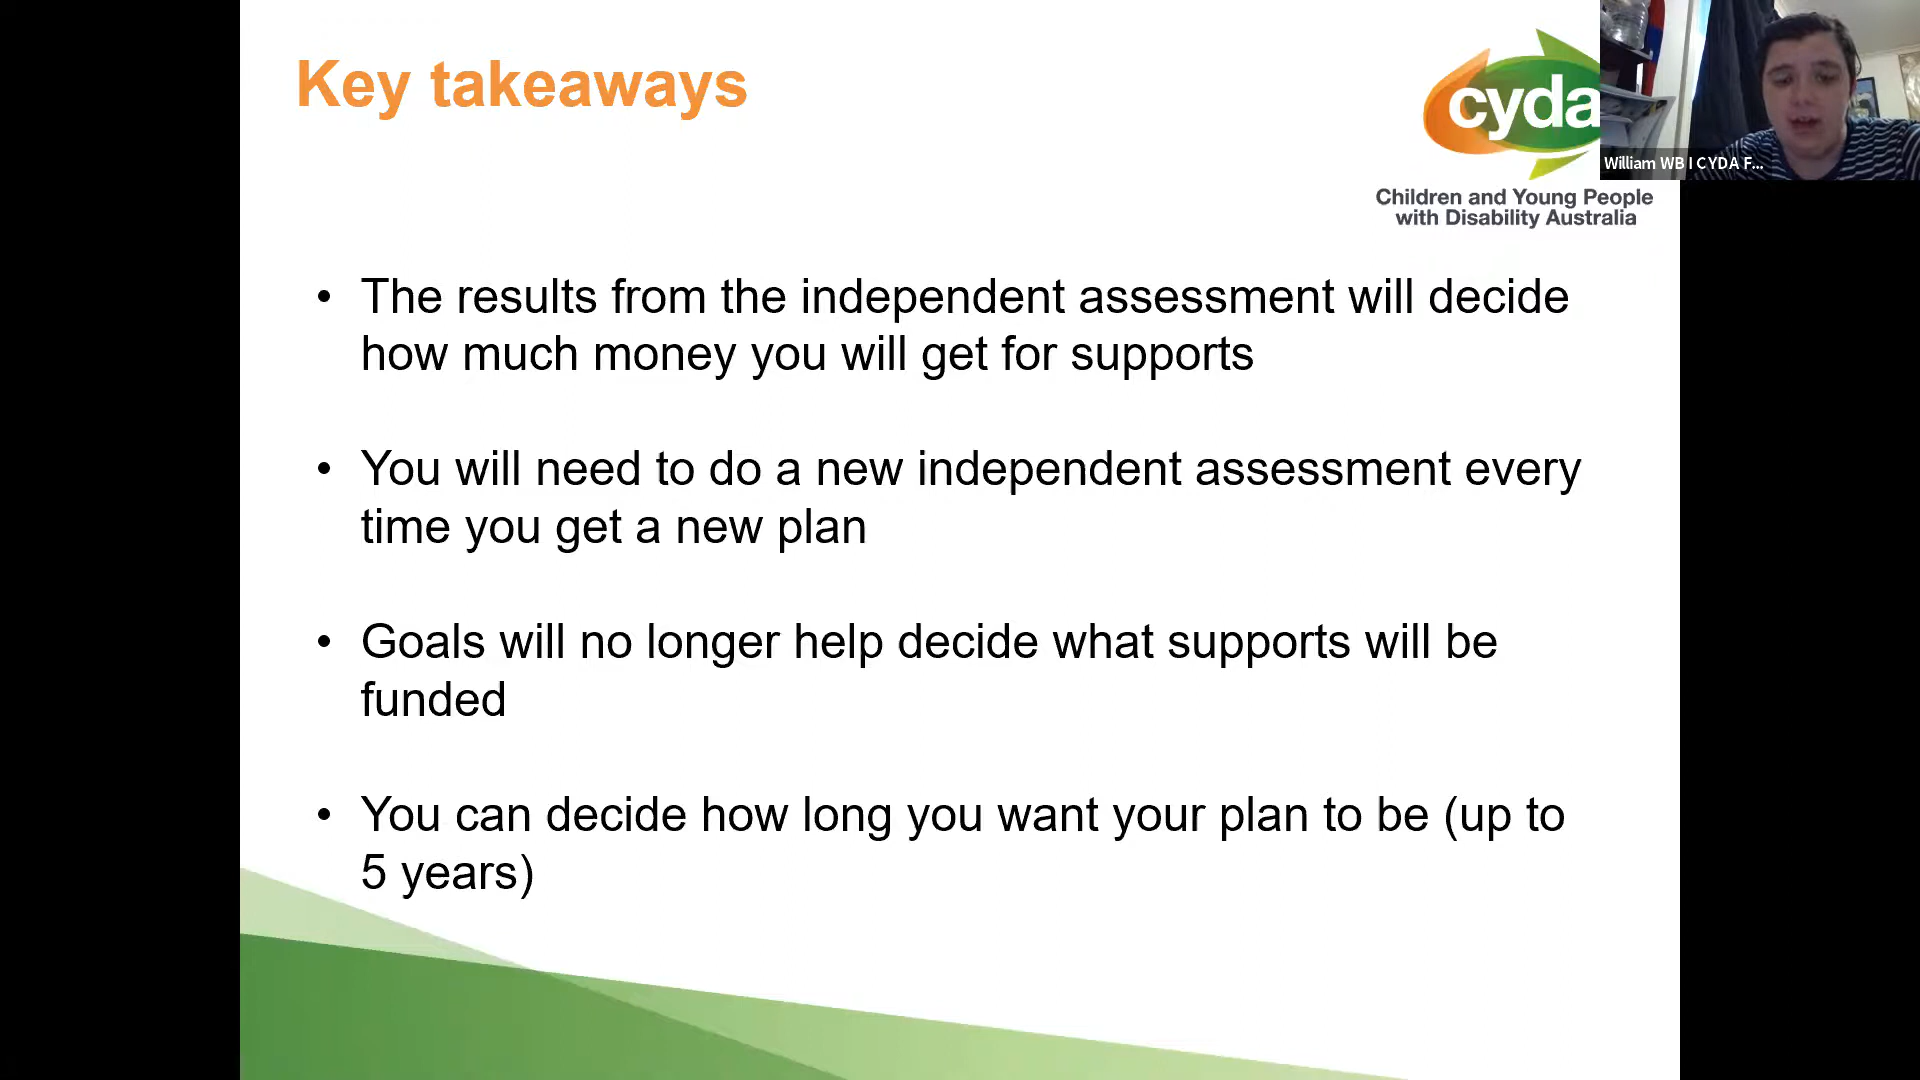 Key takeaways
cyda
Children and Young People
with Disability Australia
William WB I CYDA F...
• The results from the independent assessment will decide
how much money you will get for supports
• You will need to do a new independent assessment every
time you get a new plan
• Goals will no longer help decide what supports will be
funded
• You can decide how long you want your plan to be (up to
5 years)